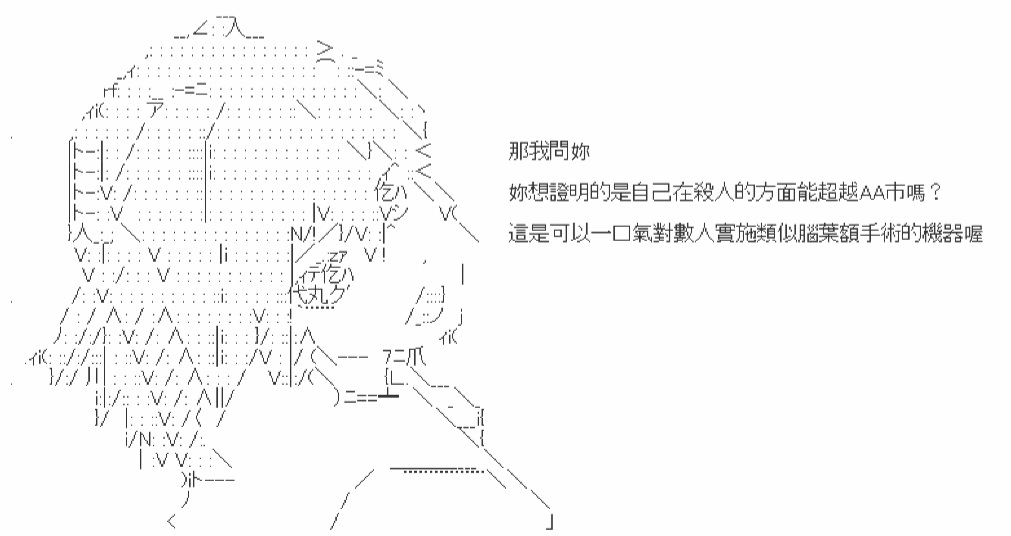 那我問妳
妳想證明的是自己在殺人的方面能超越AA市嗎？
這是可以一口氣對數人實施類似腦葉額手術的機器喔